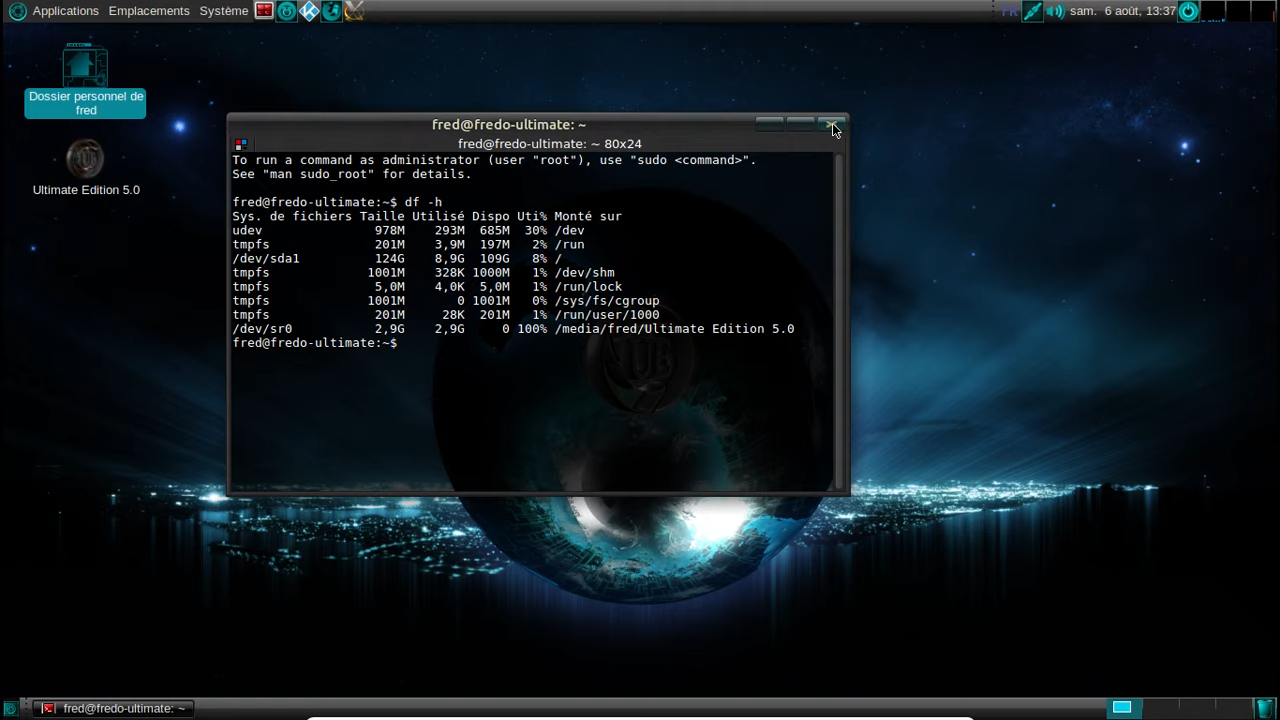 Applications Emplacements Système
FR sam. 6 août, 13:37
Dossier personnel de
fred
Ultimate Edition 5.0
fred@fredo-ultimate: ~
fred@fredo-ultimate: ~ 80x24
To run a command as administrator (user "root"), use "sudo <command>".
See "man sudo_root" for details.
fred@fredo-ultimate:~$ df -h
Sys. de fichiers Taille Utilisé Dispo Uti% Monté sur
udev 978M 293M 685M 30% /dev
tmpfs 201M 3,9M 197M 2% /run
/dev/sda1 124G 8,9G 109G 8% /
tmpfs 1001M 328K 1000M 1% /dev/shm
tmpfs 5,0M 4,0K 5,0M 1% /run/lock
tmpfs 1001M 0 1001M 0% /sys/fs/cgroup
tmpfs 201M 28K 201M 1% /run/user/1000
/dev/sr0 2,9G 2,9G 0 100% /media/fred/Ultimate Edition 5.0
fred@fredo-ultimate:~$
fred@fredo-ultimate: ~